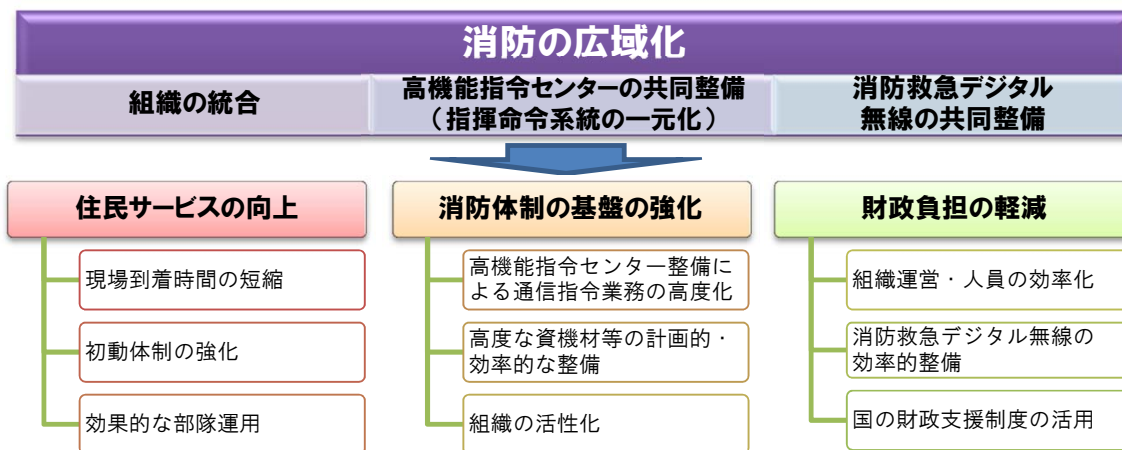 消防の広域化
組織の統合
高機能指令センターの共同整備
（指揮命令系統の一元化）
消防救急デジタル
無線の共同整備
住民サービスの向上
現場到着時間の短縮
初動体制の強化
効果的な部隊運用
消防体制の基盤の強化
高機能指令センター整備に
よる通信指令業務の高度化
高度な資機材等の計画的・
効率的な整備
組織の活性化
財政負担の軽減
組織運営・人員の効率化
消防救急デジタル無線の
効率的整備
国の財政支援制度の活用